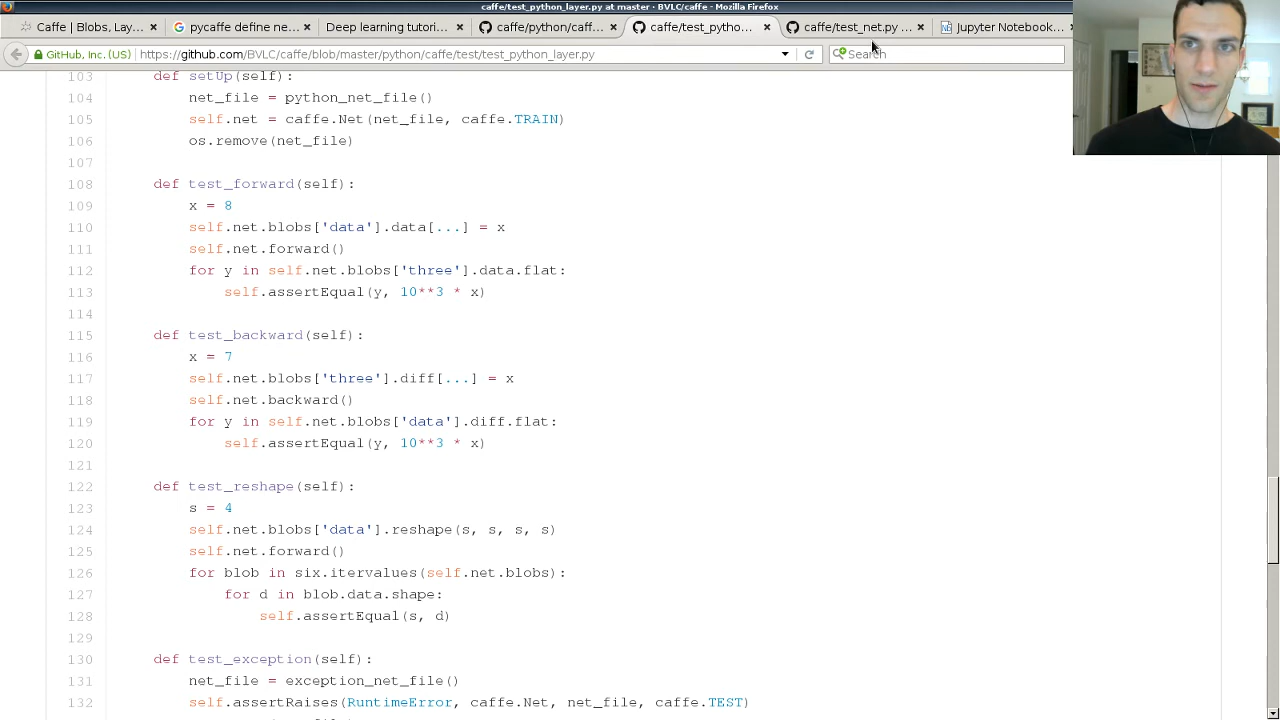 caffe/test_python_layer.py at master · BVLC/caffe - Mozilla Firefox
Caffe | Blobs, Lay...
pycaffe define ne...
Deep learning tutori...
caffe/python/caff...
caffe/test_pytho...
caffe/test_net.py ...
Jupyter Notebook...
GitHub, Inc. (US)
https://github.com/BVLC/caffe/blob/master/python/caffe/test/test_python_layer.py
Search
103 def setUp(self):
104 net_file = python_net_file()
105 self.net = caffe.Net(net_file, caffe.TRAIN)
106 os.remove(net_file)
107
108 def test_forward(self):
109 x = 8
110 self.net.blobs['data'].data[...] = x
111 self.net.forward()
112 for y in self.net.blobs['three'].data.flat:
113 self.assertEqual(y, 10**3 * x)
114
115 def test_backward(self):
116 x = 7
117 self.net.blobs['three'].diff[...] = x
118 self.net.backward()
119 for y in self.net.blobs['data'].diff.flat:
120 self.assertEqual(y, 10**3 * x)
121
122 def test_reshape(self):
123 s = 4
124 self.net.blobs['data'].reshape(s, s, s, s)
125 self.net.forward()
126 for blob in six.itervalues(self.net.blobs):
127 for d in blob.data.shape:
128 self.assertEqual(s, d)
129
130 def test_exception(self):
131 net_file = exception_net_file()
132 self.assertRaises(RuntimeError, caffe.Net, net_file, caffe.TEST)